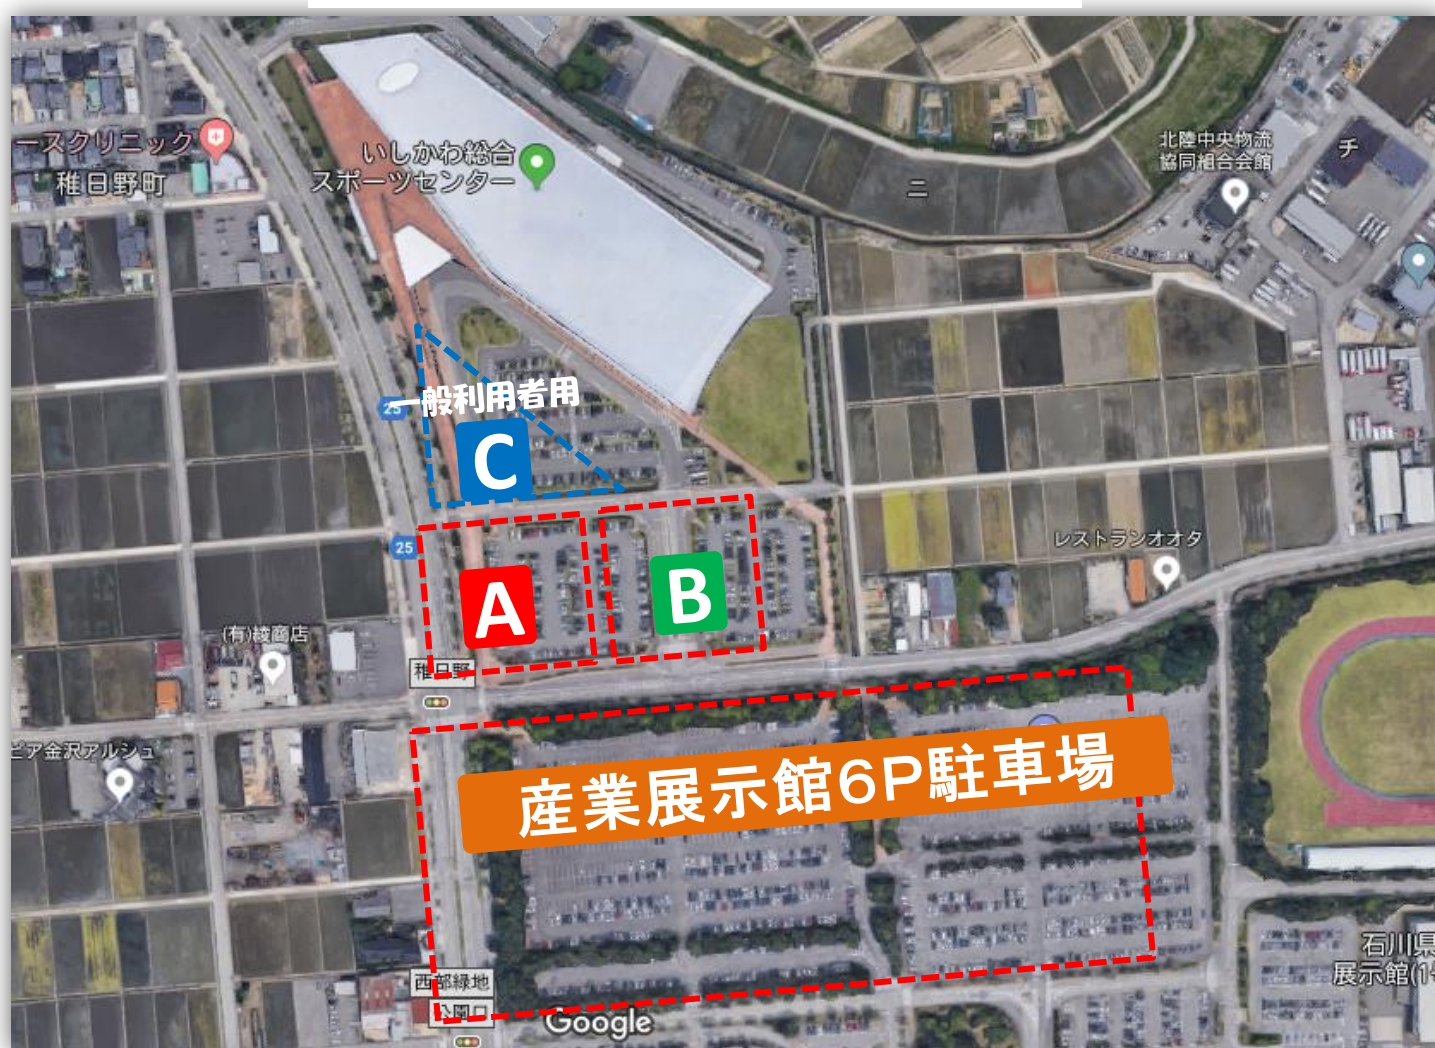 ースクリニック
稚日野町
いしかわ総合
スポーツセンター
北陸中央物流
協同組合会館
チ
ニ
一般利用者用
25
C
25
レストランオオタ
A
B
(有)綾商店
稚日野
ピア金沢アルシュ
産業展示館6P駐車場
西部緑地
公園口
Google
石川県
展示館(1